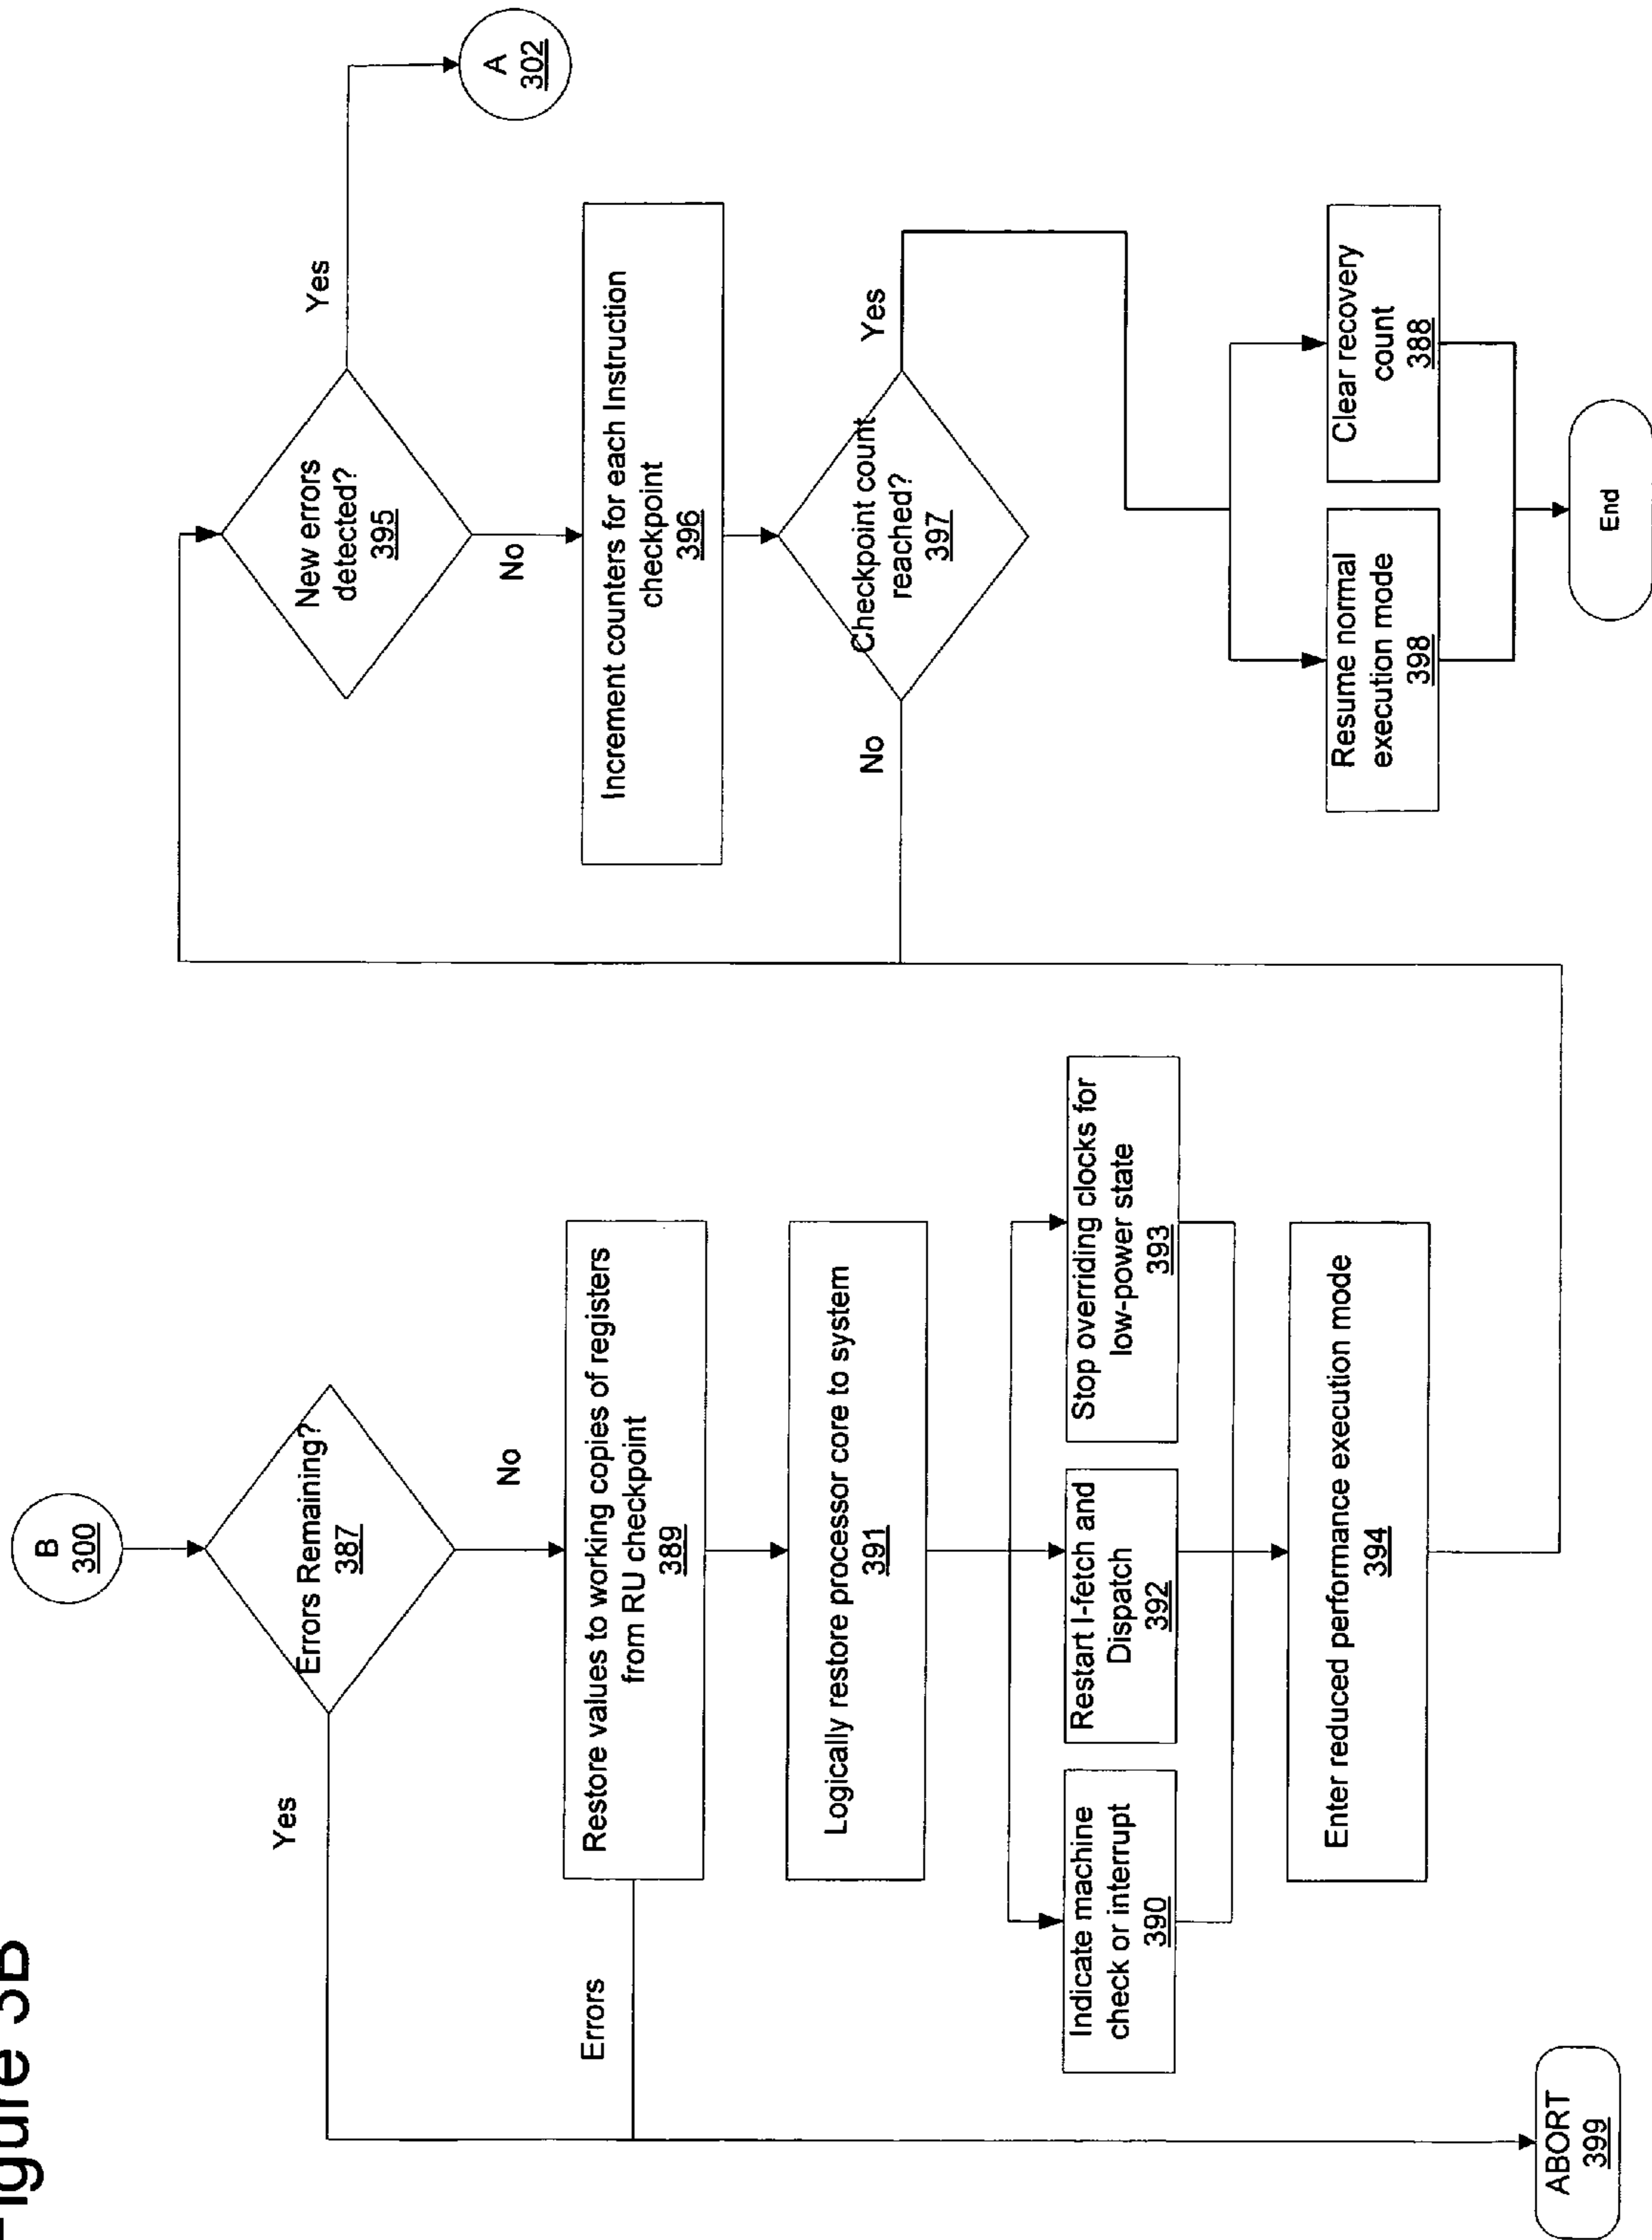 Figure 3B
B
300
Errors Remaining?
387
Yes
No
Restore values to working copies of registers
from RU checkpoint
389
Errors
Logically restore processor core to system
391
Indicate machine
check or interrupt
390
Restart I-fetch and
Dispatch
392
Stop overriding clocks for
low-power state
393
Enter reduced performance execution mode
394
ABORT
399
New errors
detected?
395
Yes
A
302
No
Increment counters for each Instruction
checkpoint
396
Checkpoint count
reached?
397
No
Yes
Resume normal
execution mode
398
Clear recovery
count
388
End